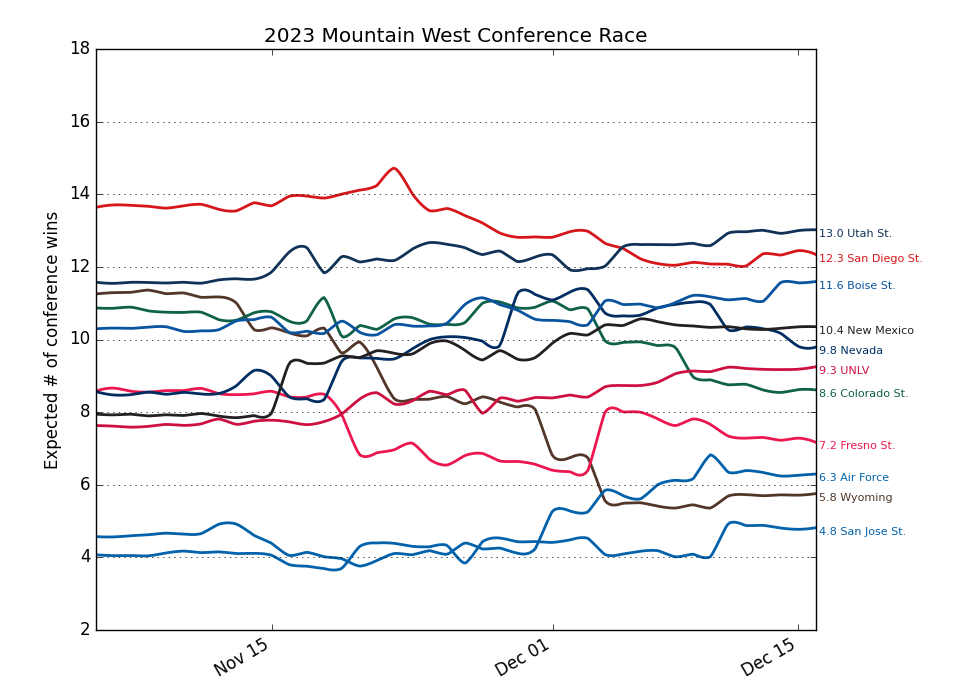 2023 Mountain West Conference Race
Expected # of conference wins
18
16
14
12
10
8
6
4
2
Nov 15
Dec 01
Dec 15
13.0 Utah St.
12.3 San Diego St.
11.6 Boise St.
10.4 New Mexico
9.8 Nevada
9.3 UNLV
8.6 Colorado St.
7.2 Fresno St.
6.3 Air Force
5.8 Wyoming
4.8 San Jose St.